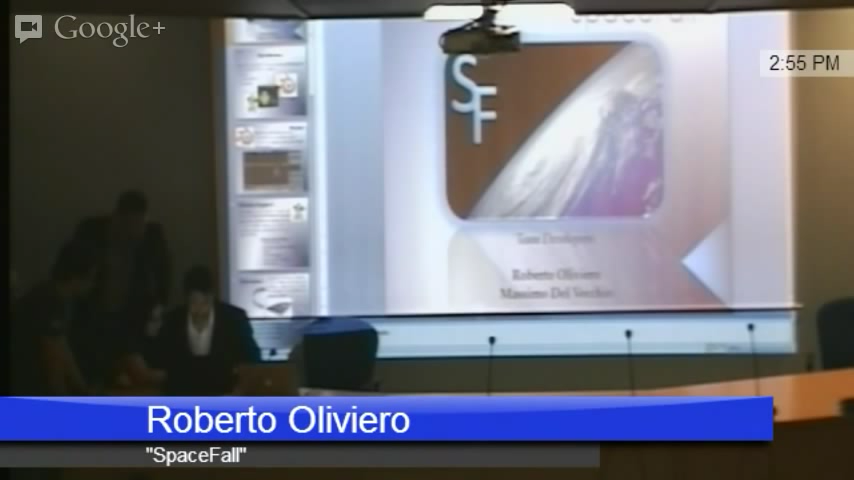 Google+
2:55 PM
SF
Team Developers
Roberto Oliviero
Massimo Del Vecchio
Roberto Oliviero
"SpaceFall"